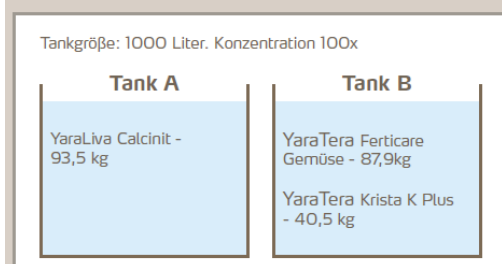 Tankgröße: 1000 Liter. Konzentration 100x
Tank A
YaraLiva Calcinit -
93,5 kg
Tank B
YaraTera Ferticare
Gemüse - 87,9kg
YaraTera Krista K Plus
- 40,5 kg